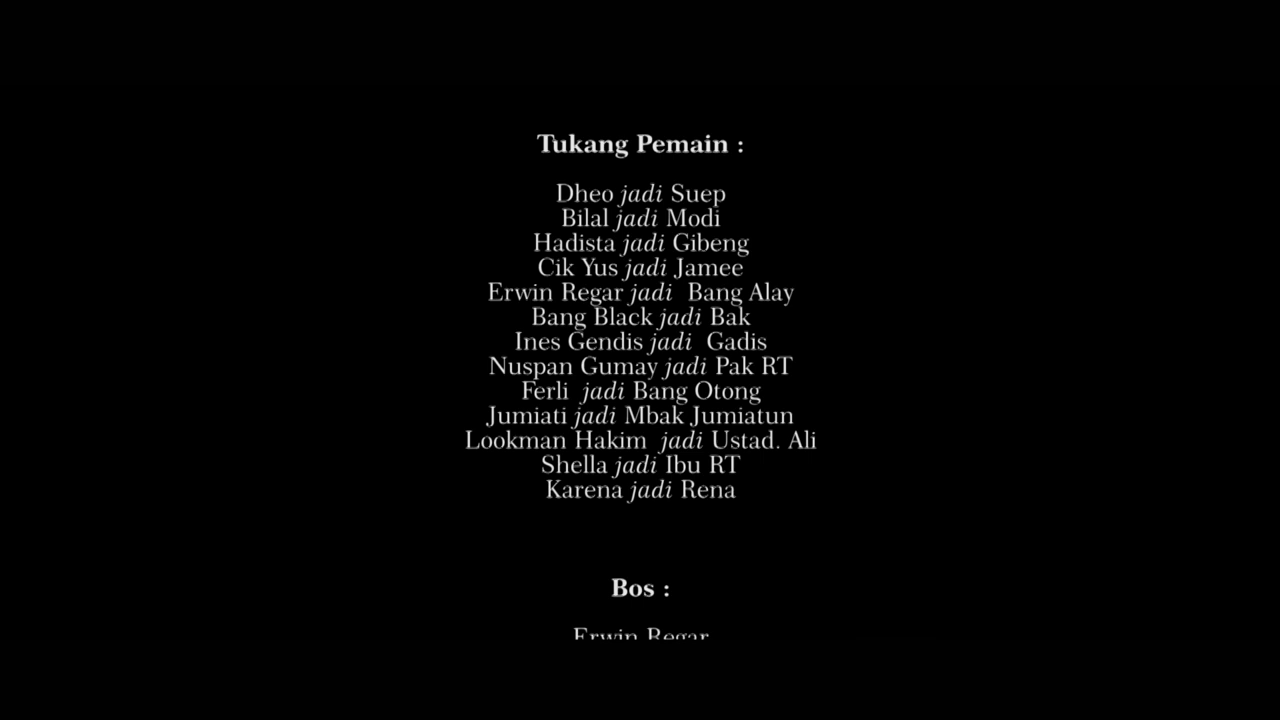 Tukang Pemain :
Dheo jadi Suep
Bilal jadi Modi
Hadista jadi Gibeng
Cik Yus jadi Jamee
Erwin Regar jadi Bang Alay
Bang Black jadi Bak
Ines Gendis jadi Gadis
Nuspan Gumay jadi Pak RT
Ferli jadi Bang Otong
Jumiati jadi Mbak Jumiatun
Lookman Hakim jadi Ustad. Ali
Shella jadi Ibu RT
Karena jadi Rena
Bos :
Erwin Regar